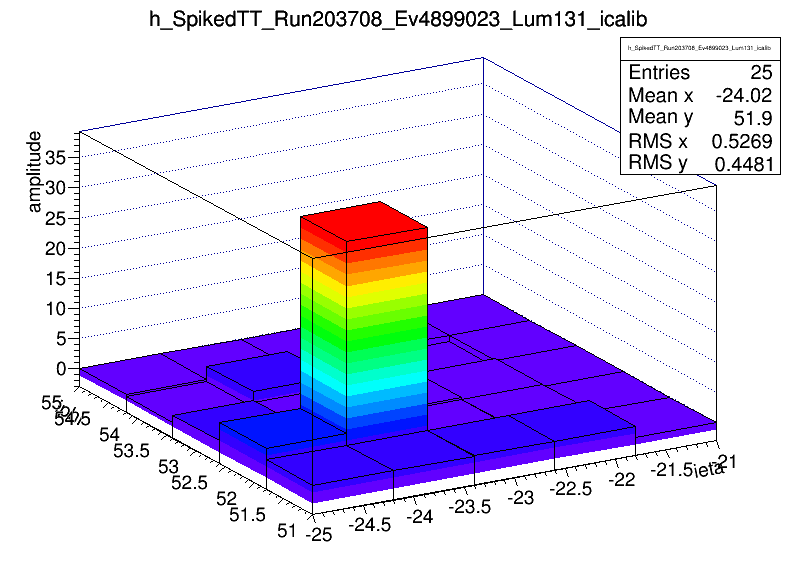 h_SpikedTT_Run203708_Ev4899023_Lum131_icalib
h_SpikedTT_Run203708_Ev4899023_Lum131_icalib
Entries 25
Mean x -24.02
Mean y 51.9
RMS x 0.5269
RMS y 0.4481
amplitude
35
30
25
20
15
10
5
0
55
54.5
54
53.5
53
52.5
52
51.5
51
-25
-24.5
-24
-23.5
-23
-22.5
-22
-21.5
-21
ieta